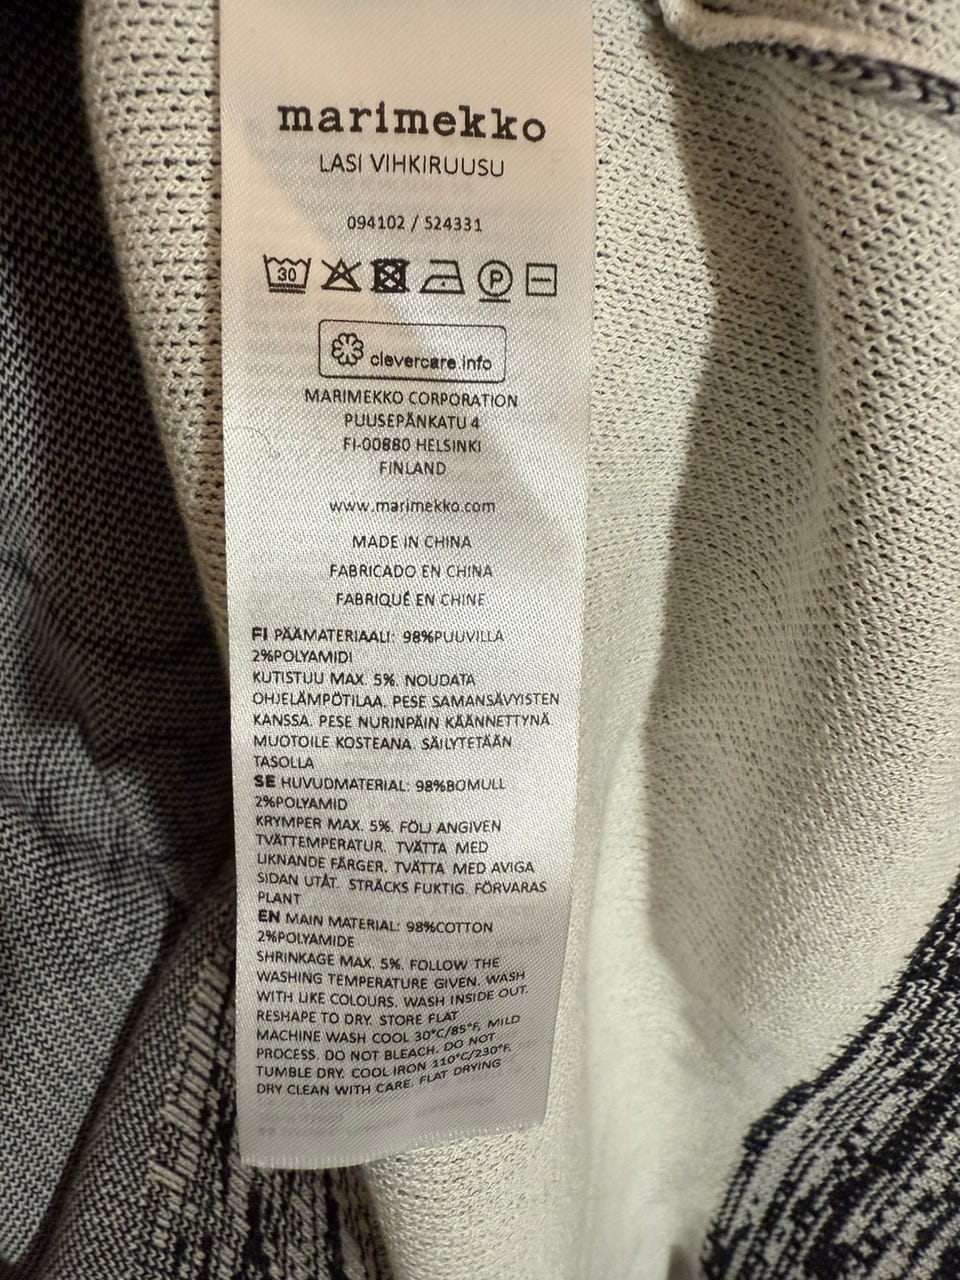 marimekko
LASI VIHKIRUUSU
094102 / 524331
30 P
clevercare.info
MARIMEKKO CORPORATION
PUUSEPÄNKATU 4
FI-00880 HELSINKI
FINLAND
www.marimekko.com
MADE IN CHINA
FABRICADO EN CHINA
FABRIQUÉ EN CHINE
FI PÄÄMATERIAALI: 98%PUUVILLA
2%POLYAMIDI
KUTISTUU MAX. 5%. NOUDATA
OHJELÄMPÖTILAA. PESE SAMANSÄVYISTEN
KANSSA. PESE NURINPÄIN KÄÄNNETTYNÄ.
MUOTOILE KOSTEANA. SÄILYTETÄÄN
TASOLLA
SE HUVUDMATERIAL: 98%BOMULL
2%POLYAMID
KRYMPER MAX. 5%. FÖLJ ANGIVEN
TVÄTTEMPERATUR. TVÄTTA MED
LIKNANDE FÄRGER. TVÄTTA MED AVIGA
SIDAN UTÅT. STRÄCKS FUKTIG. FÖRVARAS
PLANT
EN MAIN MATERIAL: 98%COTTON
2%POLYAMIDE
SHRINKAGE MAX. 5%. FOLLOW THE
WASHING TEMPERATURE GIVEN. WASH
WITH LIKE COLOURS. WASH INSIDE OUT.
RESHAPE TO DRY. STORE FLAT
MACHINE WASH COOL 30°C/85°F, MILD
PROCESS. DO NOT BLEACH. DO NOT
TUMBLE DRY. COOL IRON 110°C/230°F.
DRY CLEAN WITH CARE. FLAT DRYING